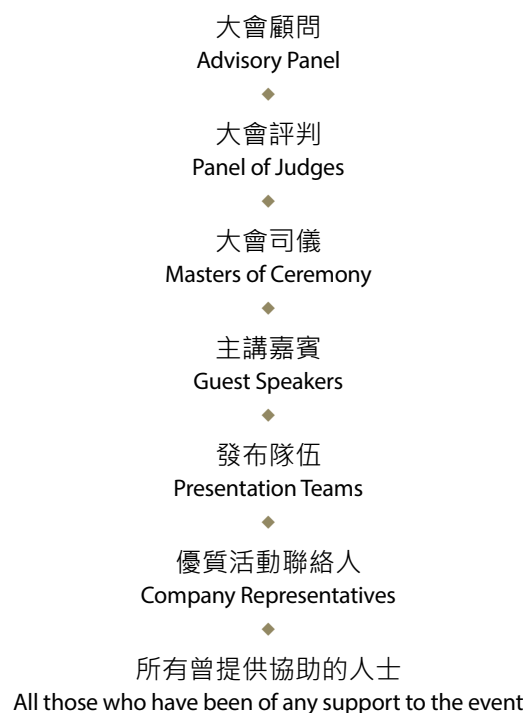 大會顧問
Advisory Panel
大會評判
Panel of Judges
大會司儀
Masters of Ceremony
主講嘉賓
Guest Speakers
發布隊伍
Presentation Teams
優質活動聯絡人
Company Representatives
所有曾提供協助的人士
All those who have been of any support to the event